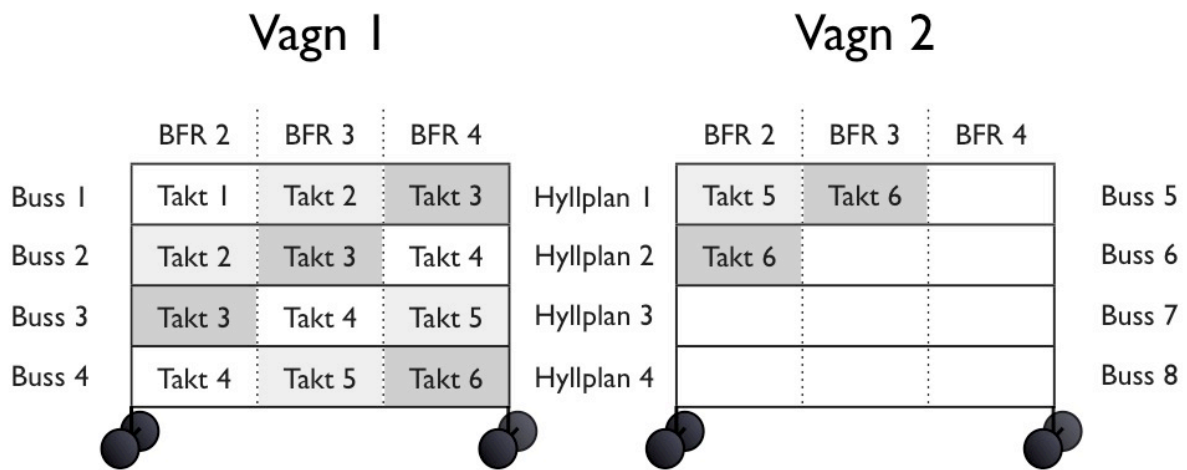 Vagn 1 Vagn 2
BFR 2 BFR 3 BFR 4 BFR 2 BFR 3 BFR 4
Buss 1 Takt 1 Takt 2 Takt 3 Hyllplan 1 Takt 5 Takt 6 Buss 5
Buss 2 Takt 2 Takt 3 Takt 4 Hyllplan 2 Takt 6 Buss 6
Buss 3 Takt 3 Takt 4 Takt 5 Hyllplan 3 Buss 7
Buss 4 Takt 4 Takt 5 Takt 6 Hyllplan 4 Buss 8